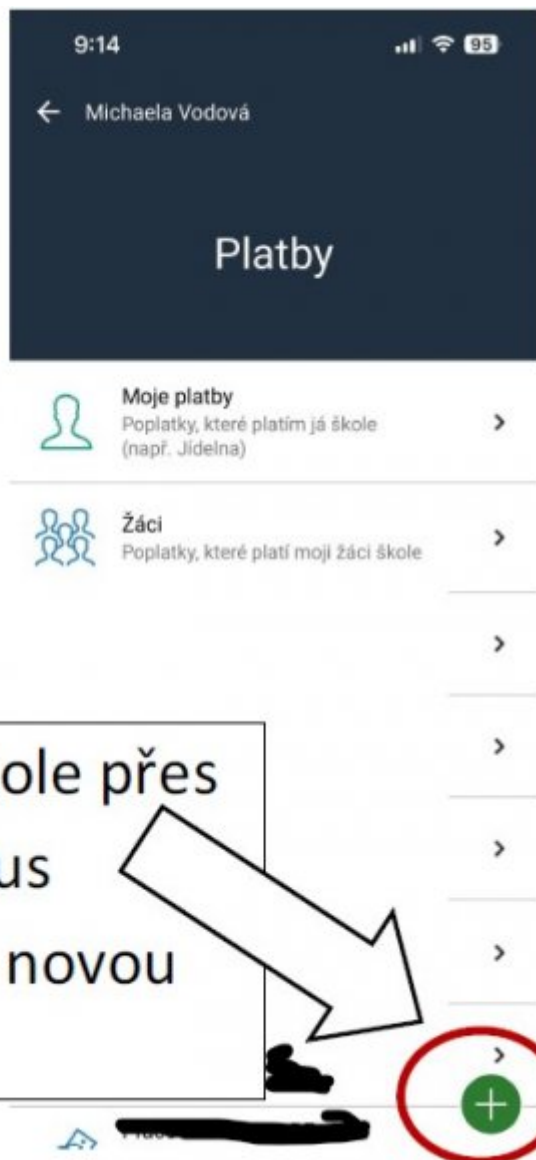 9:14
95
Michaela Vodová
Platby
Moje platby
Poplatky, které platím já škole
(např. Jídelna)
Žáci
Poplatky, které platí moji žáci škole
ole přes
us
novou